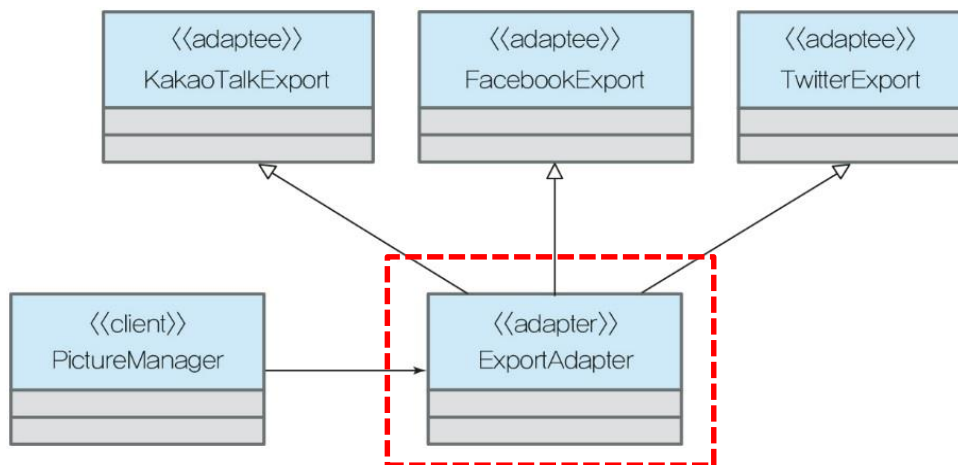 《adaptee》
KakaoTalkExport
《adaptee》
FacebookExport
《adaptee》
TwitterExport
《client》
PictureManager
《adapter》
ExportAdapter